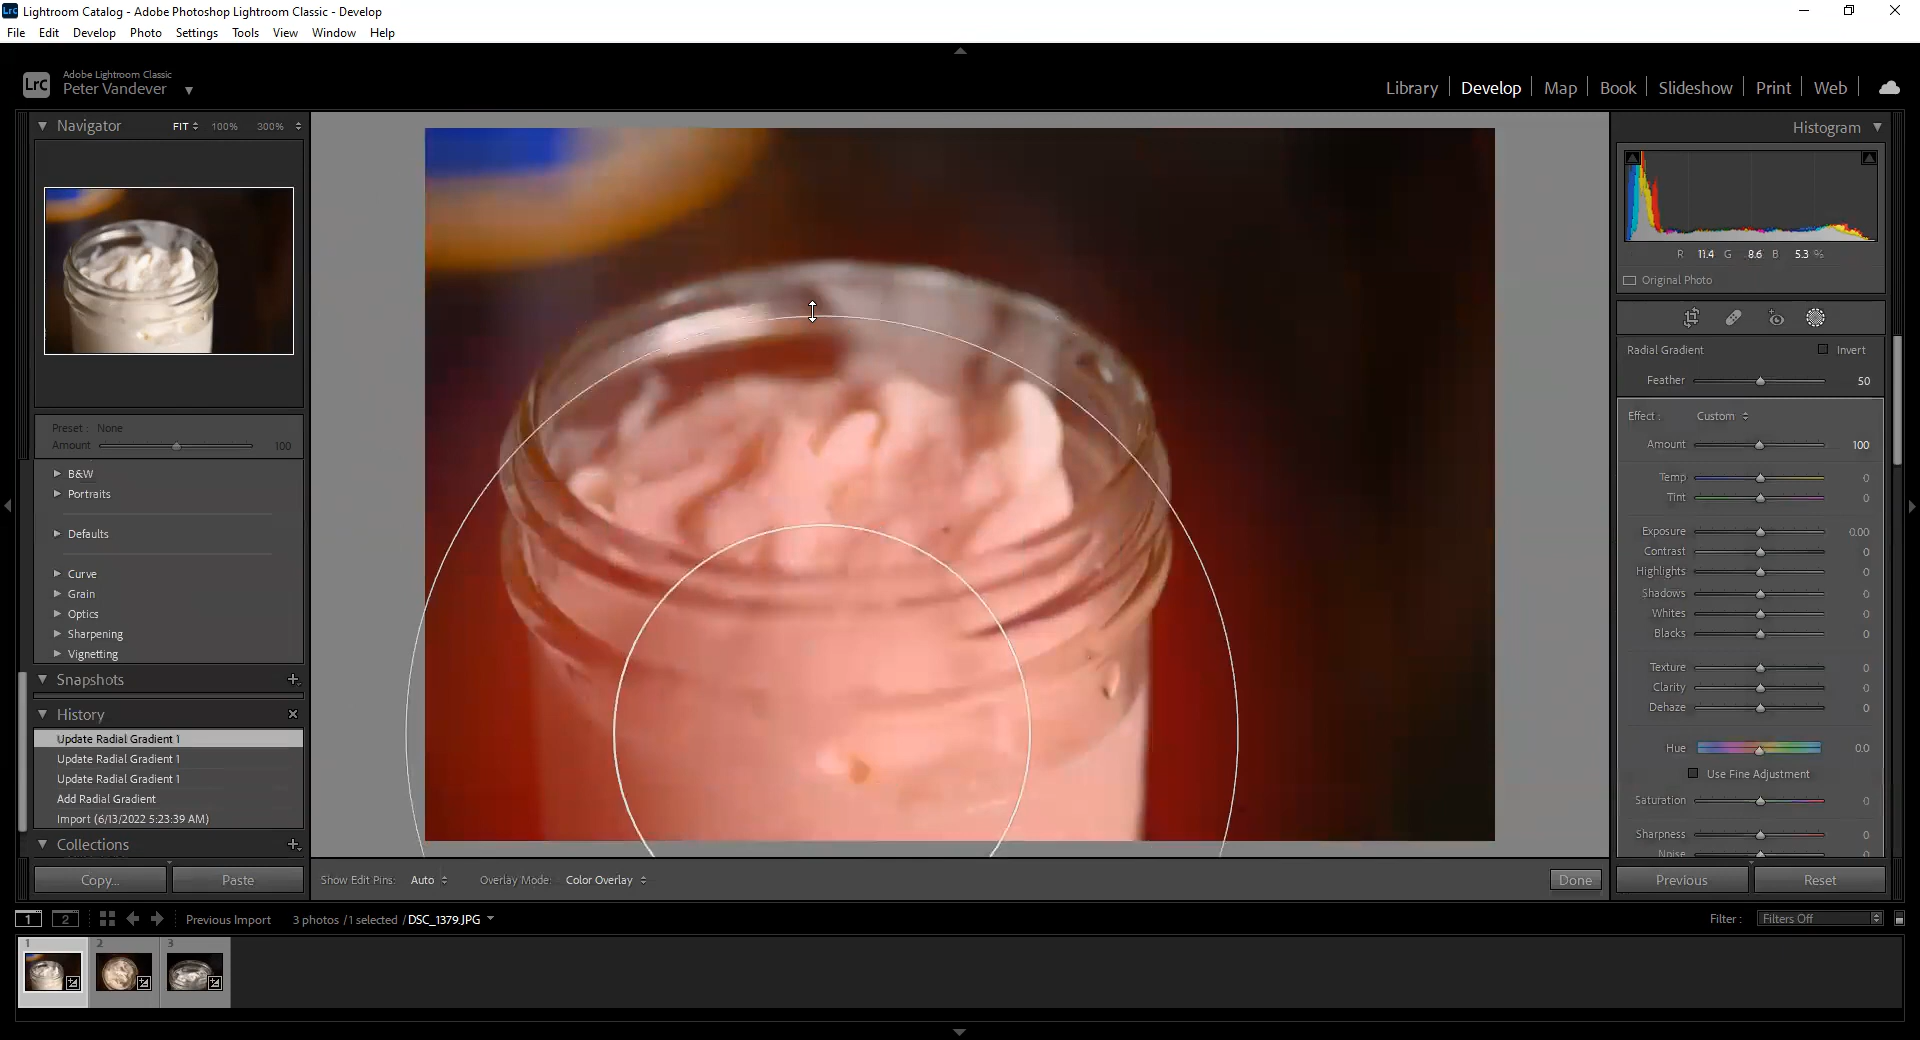 Lrc Lightroom Catalog - Adobe Photoshop Lightroom Classic - Develop
File Edit Develop Photo Settings Tools View Window Help
LrC Adobe Lightroom Classic
Peter Vandever
Library Develop Map Book Slideshow Print Web
Navigator FIT 100% 300%
Preset : None
Amount 100
B&W
Portraits
Defaults
Curve
Grain
Optics
Sharpening
Vignetting
Snapshots
History
Update Radial Gradient 1
Update Radial Gradient 1
Update Radial Gradient 1
Add Radial Gradient
Import (6/13/2022 5:23:39 AM)
Collections
Copy... Paste
Show Edit Pins: Auto Overlay Mode: Color Overlay Done
Histogram
R 11.4 G 8.6 B 5.3 %
Original Photo
Radial Gradient Invert
Feather 50
Effect : Custom
Amount 100
Temp 0
Tint 0
Exposure 0.00
Contrast 0
Highlights 0
Shadows 0
Whites 0
Blacks 0
Texture 0
Clarity 0
Dehaze 0
Hue 0.0
Use Fine Adjustment
Saturation 0
Sharpness 0
Noise 0
Previous Reset
1 2 Previous Import 3 photos / 1 selected / DSC_1379.JPG Filter : Filters Off
1 2 3